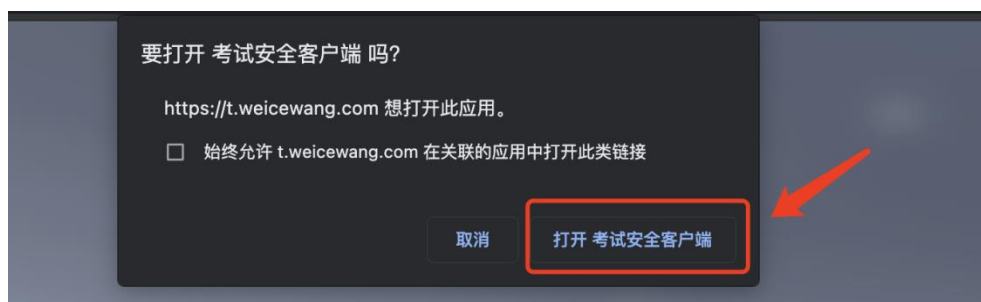 要打开 考试安全客户端 吗?
https://t.weicewang.com 想打开此应用。
始终允许 t.weicewang.com 在关联的应用中打开此类链接
取消
打开 考试安全客户端